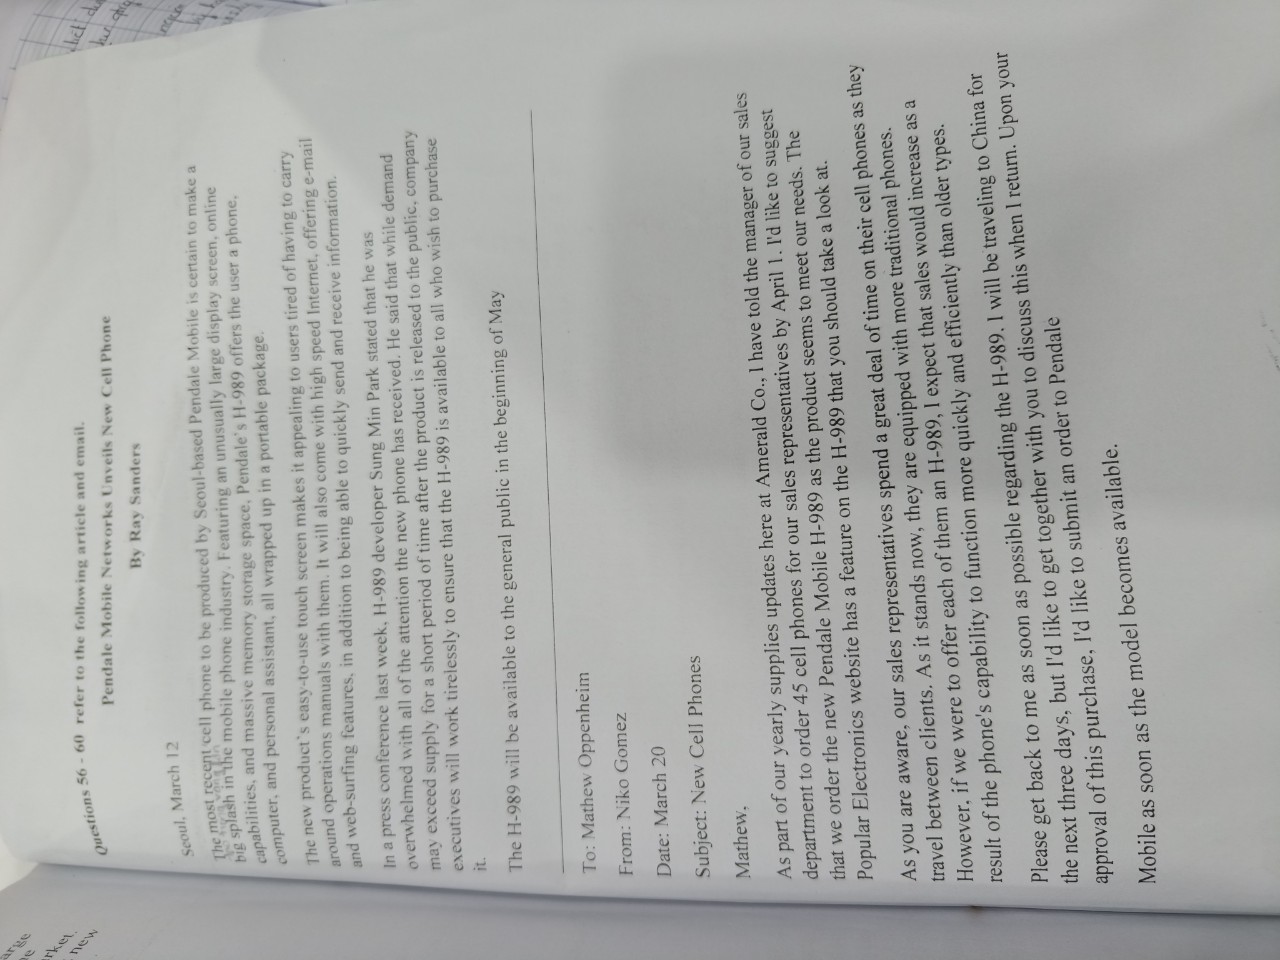 Questions 56 - 60 refer to the following article and email.
Pendale Mobile Networks Unveils New Cell Phone
By Ray Sanders
Seoul, March 12
The most recent cell phone to be produced by Seoul-based Pendale Mobile is certain to make a
big splash in the mobile phone industry. Featuring an unusually large display screen, online
capabilities, and massive memory storage space, Pendale's H-989 offers the user a phone,
computer, and personal assistant, all wrapped up in a portable package.
The new product's easy-to-use touch screen makes it appealing to users tired of having to carry
around operations manuals with them. It will also come with high speed Internet, offering e-mail
and web-surfing features, in addition to being able to quickly send and receive information.
In a press conference last week, H-989 developer Sung Min Park stated that he was
overwhelmed with all of the attention the new phone has received. He said that while demand
may exceed supply for a short period of time after the product is released to the public, company
executives will work tirelessly to ensure that the H-989 is available to all who wish to purchase
it.
The H-989 will be available to the general public in the beginning of May
To: Mathew Oppenheim
From: Niko Gomez
Date: March 20
Subject: New Cell Phones
Mathew,
As part of our yearly supplies updates here at Amerald Co., I have told the manager of our sales
department to order 45 cell phones for our sales representatives by April 1. I'd like to suggest
that we order the new Pendale Mobile H-989 as the product seems to meet our needs. The
Popular Electronics website has a feature on the H-989 that you should take a look at.
As you are aware, our sales representatives spend a great deal of time on their cell phones as they
travel between clients. As it stands now, they are equipped with more traditional phones.
However, if we were to offer each of them an H-989, I expect that sales would increase as a
result of the phone's capability to function more quickly and efficiently than older types.
Please get back to me as soon as possible regarding the H-989. I will be traveling to China for
the next three days, but I'd like to get together with you to discuss this when I return. Upon your
approval of this purchase, I'd like to submit an order to Pendale
Mobile as soon as the model becomes available.
arge
rket.
new